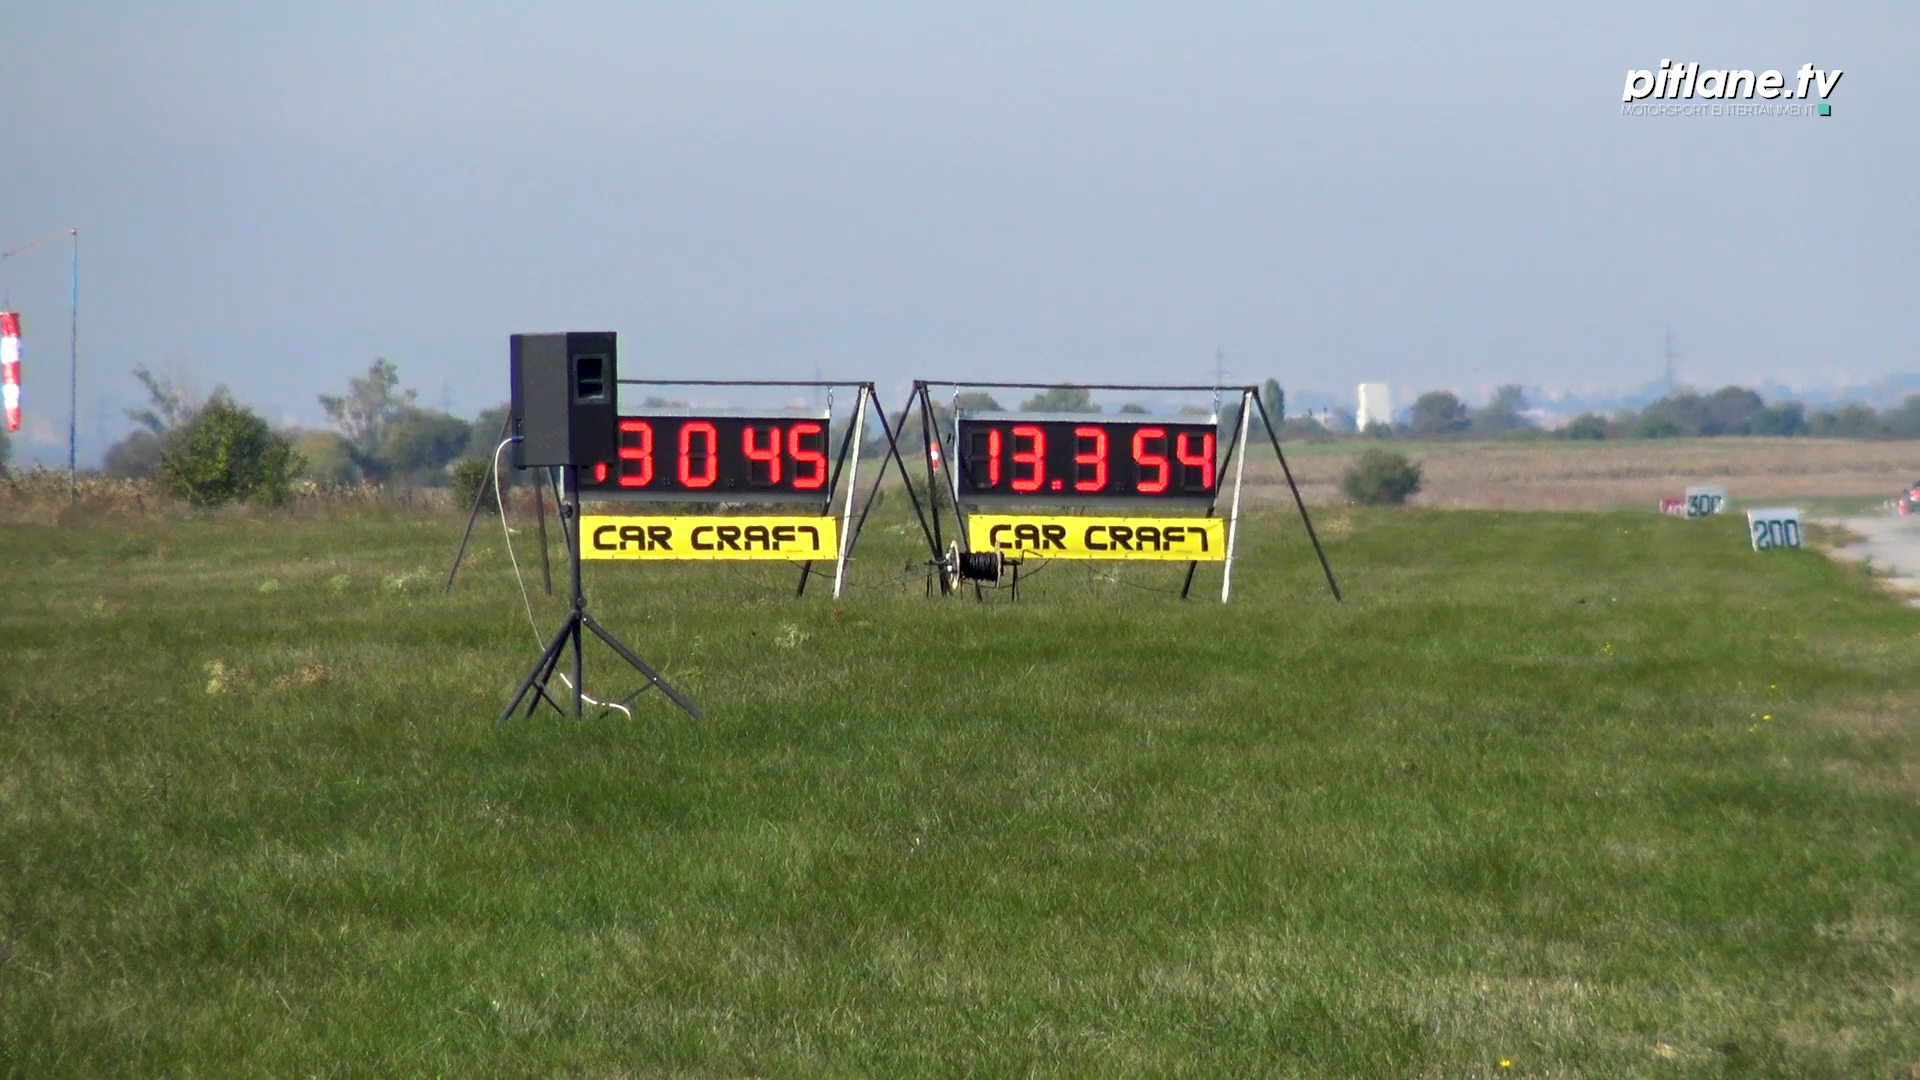 pitlane.tv
MOTORSPORT ENTERTAINMENT
3045
13.354
CAR CRAFT
CAR CRAFT
300
200